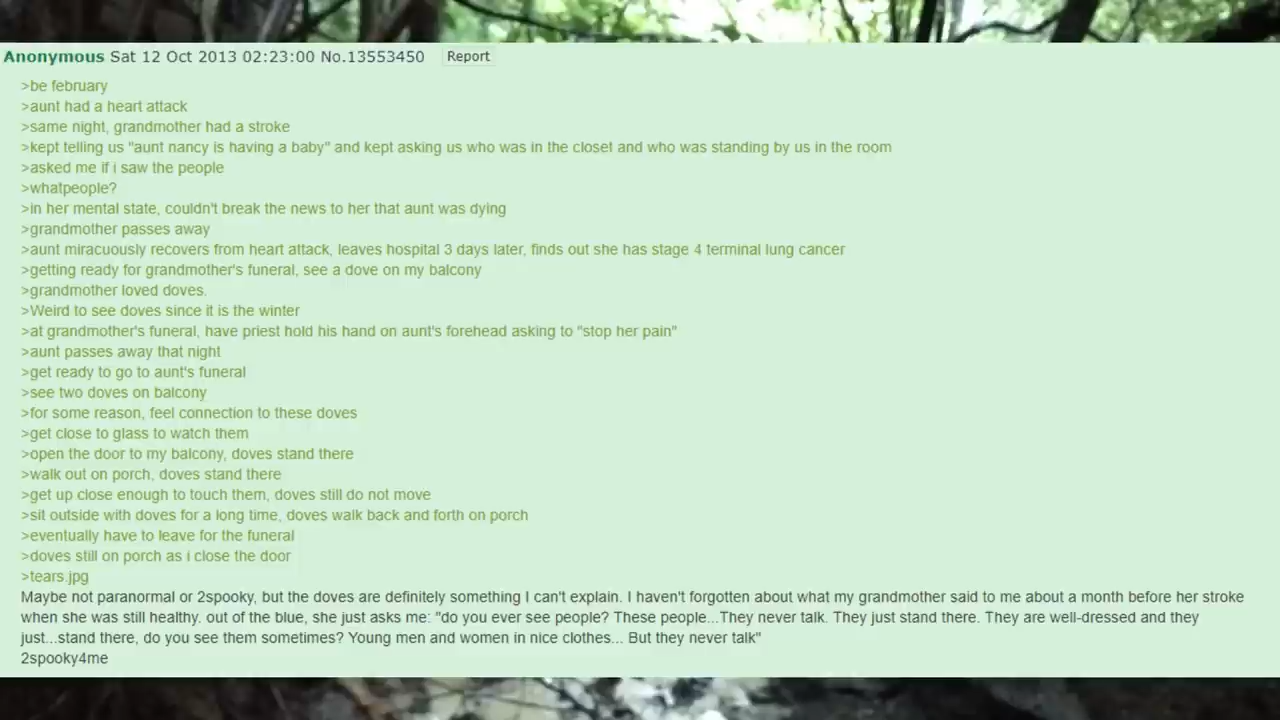 Anonymous Sat 12 Oct 2013 02:23:00 No.13553450 Report
>be february
>aunt had a heart attack
>same night, grandmother had a stroke
>kept telling us "aunt nancy is having a baby" and kept asking us who was in the closet and who was standing by us in the room
>asked me if i saw the people
>whatpeople?
>in her mental state, couldn't break the news to her that aunt was dying
>grandmother passes away
>aunt miracuously recovers from heart attack, leaves hospital 3 days later, finds out she has stage 4 terminal lung cancer
>getting ready for grandmother's funeral, see a dove on my balcony
>grandmother loved doves.
>Weird to see doves since it is the winter
>at grandmother's funeral, have priest hold his hand on aunt's forehead asking to "stop her pain"
>aunt passes away that night
>get ready to go to aunt's funeral
>see two doves on balcony
>for some reason, feel connection to these doves
>get close to glass to watch them
>open the door to my balcony, doves stand there
>walk out on porch, doves stand there
>get up close enough to touch them, doves still do not move
>sit outside with doves for a long time, doves walk back and forth on porch
>eventually have to leave for the funeral
>doves still on porch as i close the door
>tears.jpg
Maybe not paranormal or 2spooky, but the doves are definitely something I can't explain. I haven't forgotten about what my grandmother said to me about a month before her stroke
when she was still healthy. out of the blue, she just asks me: "do you ever see people? These people...They never talk. They just stand there. They are well-dressed and they
just...stand there, do you see them sometimes? Young men and women in nice clothes... But they never talk"
2spooky4me